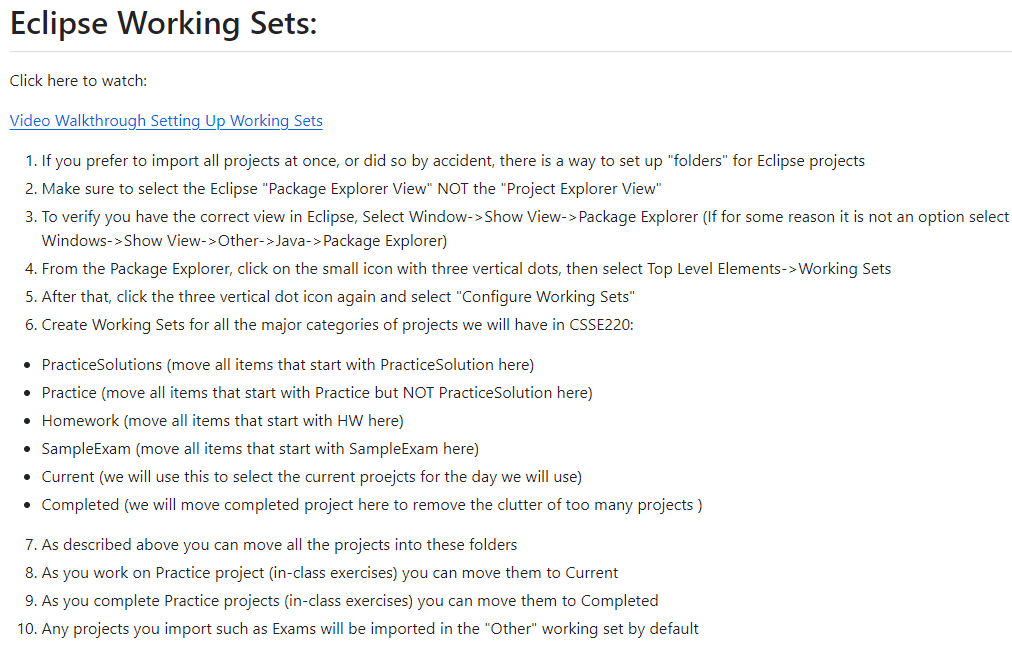 Eclipse Working Sets:
Click here to watch:
Video Walkthrough Setting Up Working Sets
1. If you prefer to import all projects at once, or did so by accident, there is a way to set up "folders" for Eclipse projects
2. Make sure to select the Eclipse "Package Explorer View" NOT the "Project Explorer View"
3. To verify you have the correct view in Eclipse, Select Window->Show View->Package Explorer (If for some reason it is not an option select
Windows->Show View->Other->Java->Package Explorer)
4. From the Package Explorer, click on the small icon with three vertical dots, then select Top Level Elements->Working Sets
5. After that, click the three vertical dot icon again and select "Configure Working Sets"
6. Create Working Sets for all the major categories of projects we will have in CSSE220:
• PracticeSolutions (move all items that start with PracticeSolution here)
• Practice (move all items that start with Practice but NOT PracticeSolution here)
• Homework (move all items that start with HW here)
• SampleExam (move all items that start with SampleExam here)
• Current (we will use this to select the current proejcts for the day we will use)
• Completed (we will move completed project here to remove the clutter of too many projects )
7. As described above you can move all the projects into these folders
8. As you work on Practice project (in-class exercises) you can move them to Current
9. As you complete Practice projects (in-class exercises) you can move them to Completed
10. Any projects you import such as Exams will be imported in the "Other" working set by default